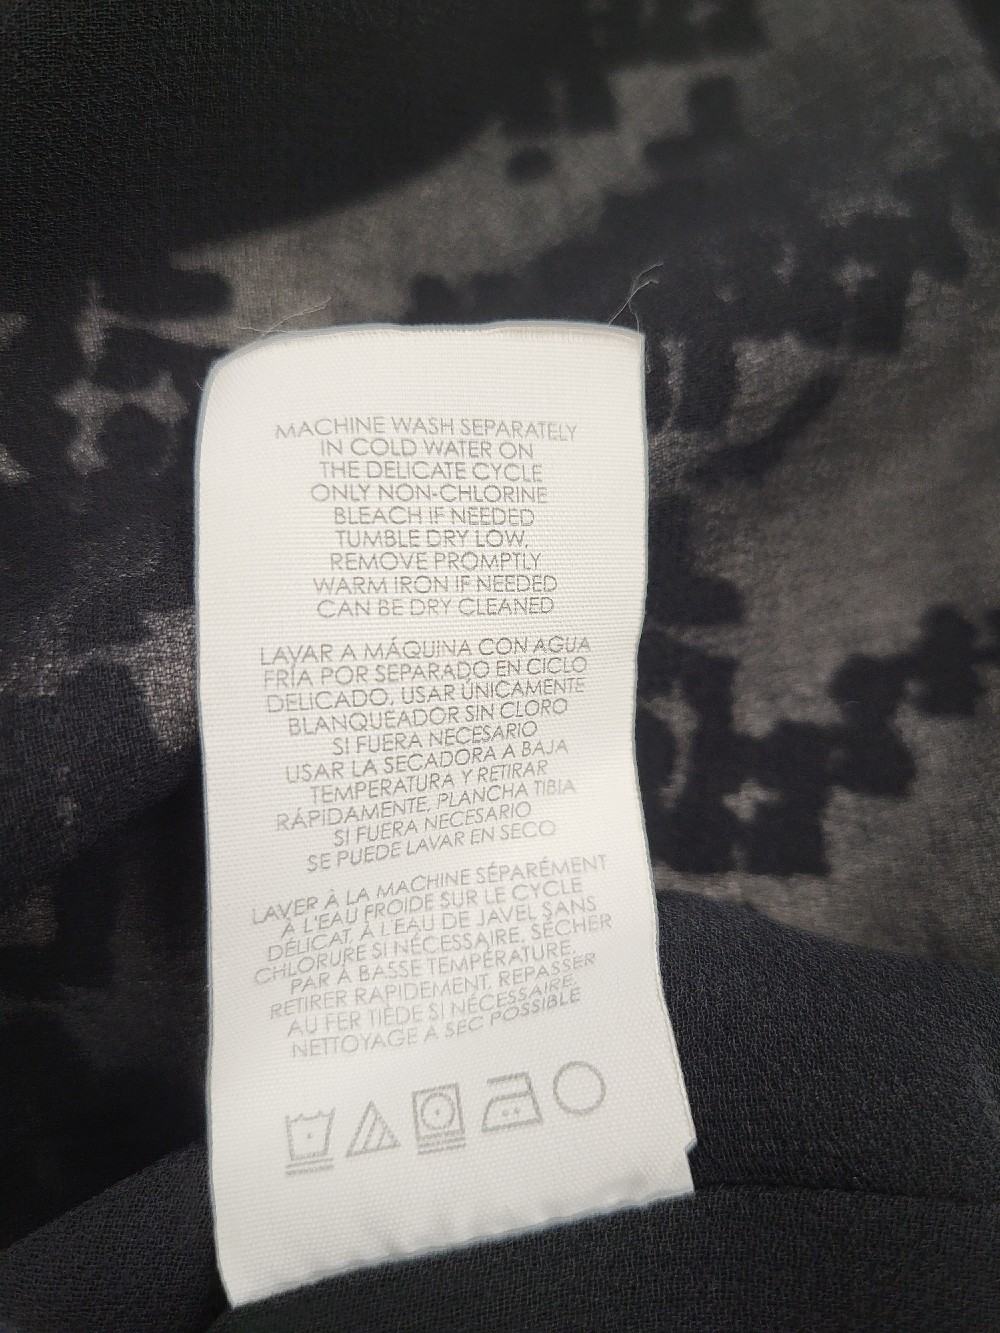 MACHINE WASH SEPARATELY
IN COLD WATER ON
THE DELICATE CYCLE
ONLY NON-CHLORINE
BLEACH IF NEEDED
TUMBLE DRY LOW,
REMOVE PROMPTLY
WARM IRON IF NEEDED
CAN BE DRY CLEANED
LAVAR A MÁQUINA CON AGUA
FRÍA POR SEPARADO EN CICLO
DELICADO, USAR ÚNICAMENTE
BLANQUEADOR SIN CLORO
SI FUERA NECESARIO
USAR LA SECADORA A BAJA
TEMPERATURA Y RETIRAR
RÁPIDAMENTE, PLANCHA TIBIA
SI FUERA NECESARIO
SE PUEDE LAVAR EN SECO
LAVER À LA MACHINE SÉPARÉMENT
À L'EAU FROIDE SUR LE CYCLE
DÉLICAT, À L'EAU DE JAVEL SANS
CHLORURE SI NÉCESSAIRE, SÉCHER
PAR À BASSE TEMPÉRATURE,
RETIRER RAPIDEMENT, REPASSER
AU FER TIÈDE SI NÉCESSAIRE,
NETTOYAGE A SEC POSSIBLE